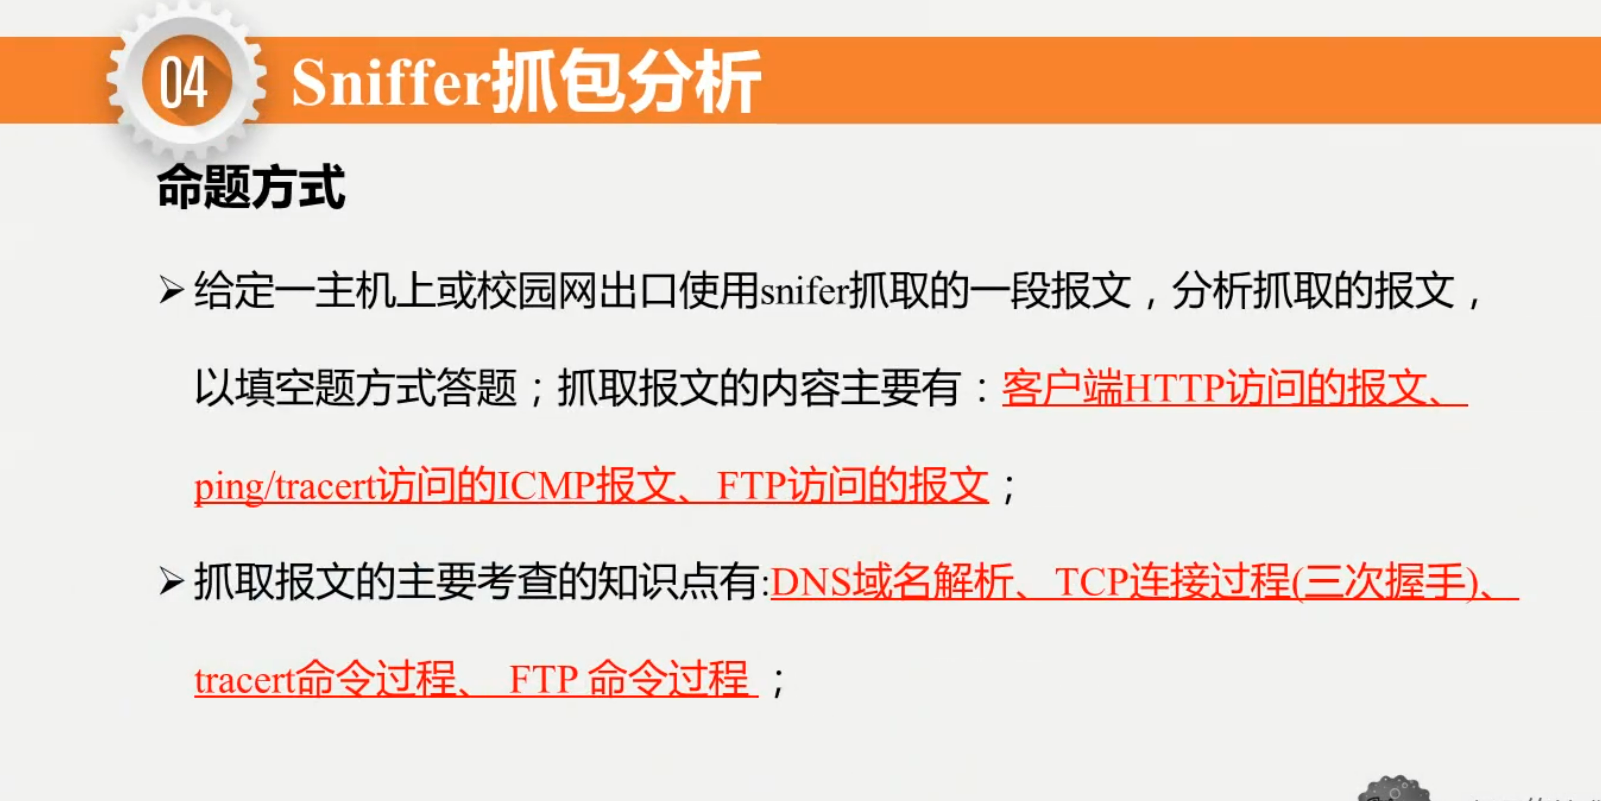 04
Sniffer抓包分析
命题方式
给定一主机上或校园网出口使用snifer抓取的一段报文，分析抓取的报文，
以填空题方式答题；抓取报文的内容主要有：客户端HTTP访问的报文、
ping/tracert访问的ICMP报文、FTP访问的报文；
抓取报文的主要考查的知识点有:DNS域名解析、TCP连接过程(三次握手)、
tracert命令过程、 FTP 命令过程 ；